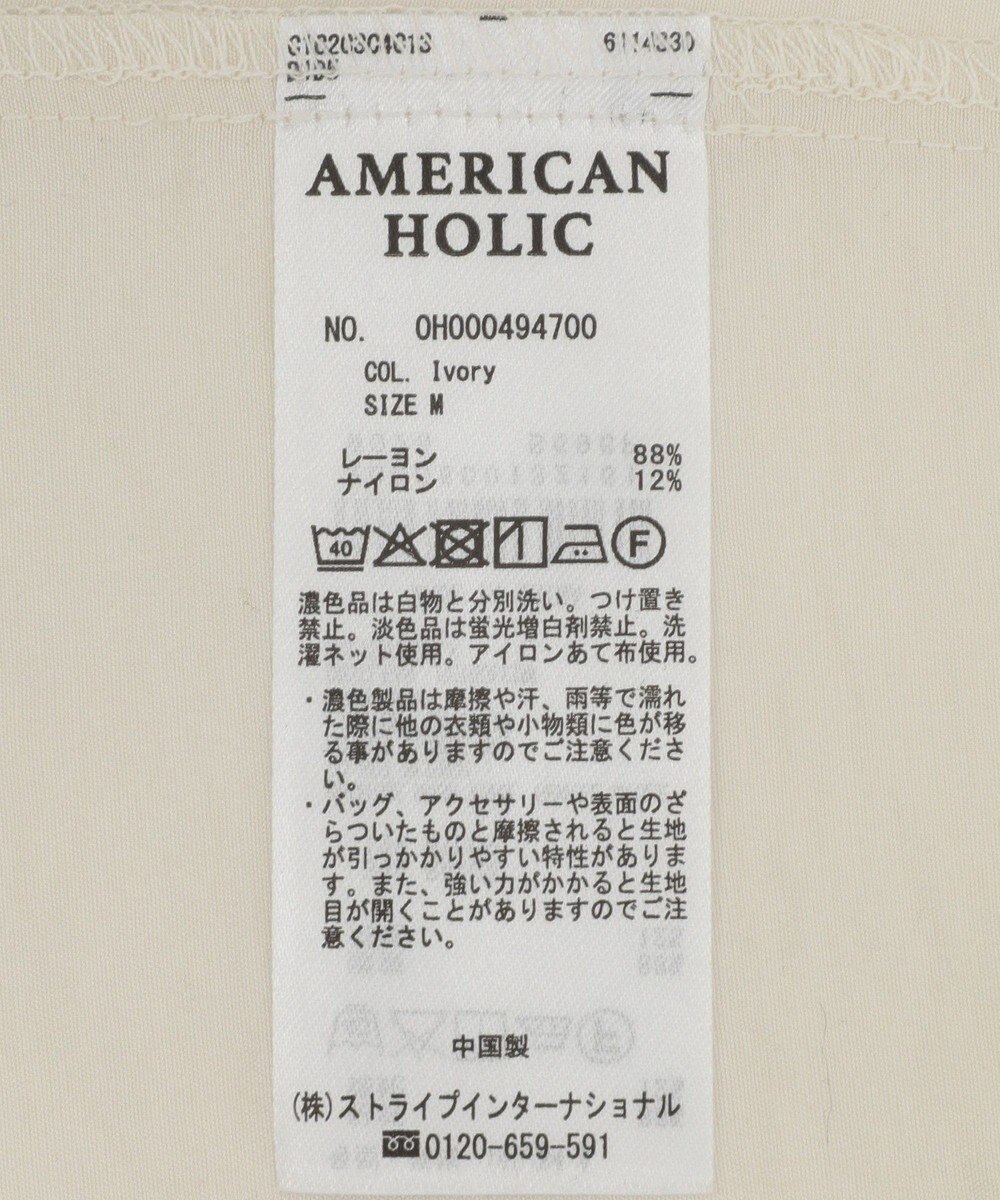 AMERICAN
HOLIC
NO. 0H000494700
COL. Ivory
SIZE M
レーヨン 88%
ナイロン 12%
40 F
濃色品は白物と分別洗い。つけ置き
禁止。淡色品は蛍光増白剤禁止。洗
濯ネット使用。アイロンあて布使用。
・濃色製品は摩擦や汗、雨等で濡れ
た際に他の衣類や小物類に色が移
る事がありますのでご注意くださ
い。
・バッグ、アクセサリーや表面のざ
らついたものと摩擦されると生地
が引っかかりやすい特性がありま
す。また、強い力がかかると生地
目が開くことがありますのでご注
意ください。
中国製
(株)ストライプインターナショナル
0120-659-591